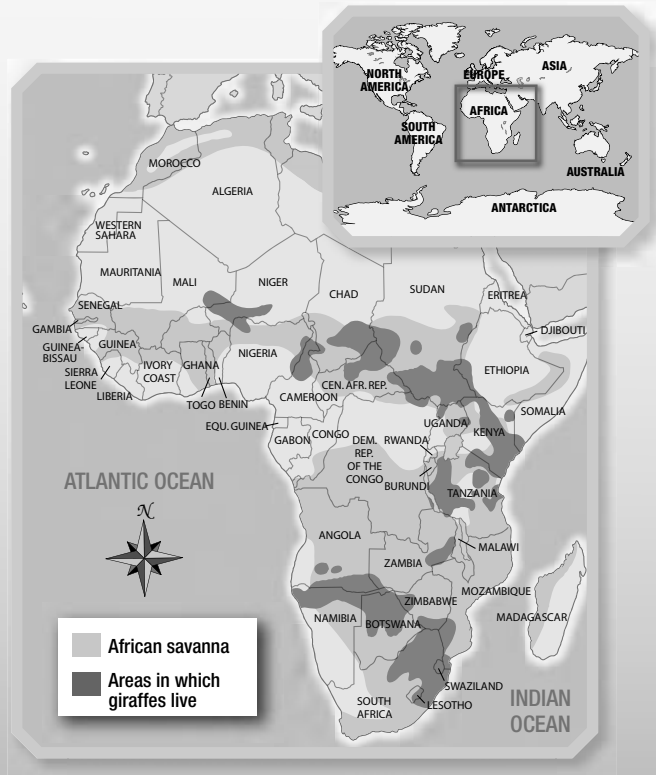 NORTH
AMERICA
EUROPE
ASIA
AFRICA
SOUTH
AMERICA
AUSTRALIA
ANTARCTICA
MOROCCO
ALGERIA
WESTERN
SAHARA
MAURITANIA
MALI
NIGER
CHAD
SUDAN
ERITREA
SENEGAL
GAMBIA
DJIBOUTI
GUINEA-
BISSAU
GUINEA
NIGERIA
SIERRA
LEONE
IVORY
COAST
GHANA
ETHIOPIA
LIBERIA
CEN. AFR. REP.
TOGO
BENIN
CAMEROON
SOMALIA
EQU. GUINEA
UGANDA
KENYA
GABON
CONGO
DEM.
REP.
OF THE
CONGO
RWANDA
BURUNDI
TANZANIA
ATLANTIC OCEAN
N
ANGOLA
MALAWI
ZAMBIA
MOZAMBIQUE
ZIMBABWE
MADAGASCAR
NAMIBIA
BOTSWANA
African savanna
Areas in which
giraffes live
SWAZILAND
LESOTHO
SOUTH
AFRICA
INDIAN
OCEAN